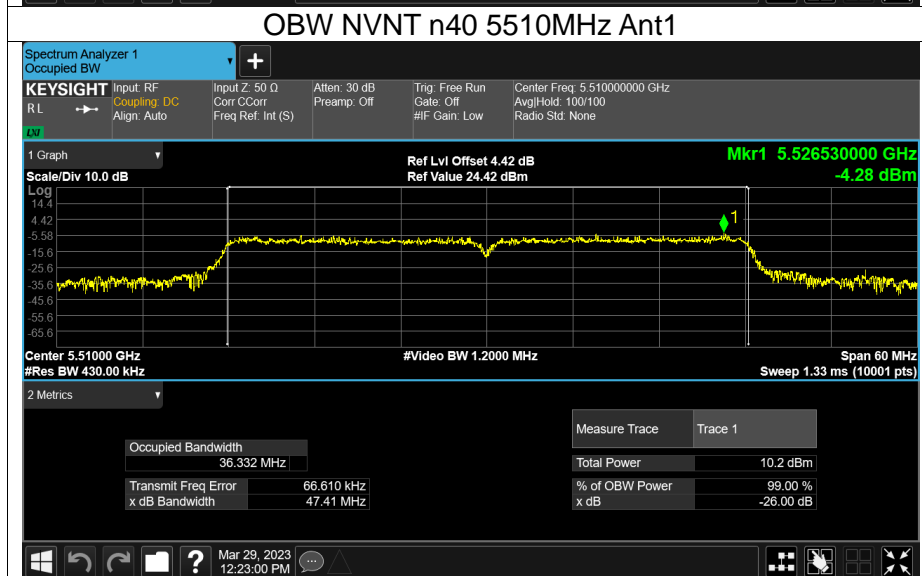 OBW NVNT n40 5510MHz Ant1
Spectrum Analyzer 1
Occupied BW
KEYSIGHT
R L
LXI
Input: RF
Coupling: DC
Align: Auto
Input Z: 50 Ω
Corr CCorr
Freq Ref: Int (S)
Atten: 30 dB
Preamp: Off
Trig: Free Run
Gate: Off
#IF Gain: Low
Center Freq: 5.510000000 GHz
Avg|Hold: 100/100
Radio Std: None
1 Graph
Scale/Div 10.0 dB
Ref Lvl Offset 4.42 dB
Ref Value 24.42 dBm
Mkr1 5.526530000 GHz
-4.28 dBm
Log
14.4
4.42
-5.58
-15.6
-25.6
-35.6
-45.6
-55.6
-65.6
1
Center 5.51000 GHz
#Res BW 430.00 kHz
#Video BW 1.2000 MHz
Span 60 MHz
Sweep 1.33 ms (10001 pts)
2 Metrics
Measure Trace Trace 1
Occupied Bandwidth
36.332 MHz
Total Power 10.2 dBm
Transmit Freq Error 66.610 kHz
% of OBW Power 99.00 %
x dB Bandwidth 47.41 MHz
x dB -26.00 dB
?
Mar 29, 2023
12:23:00 PM